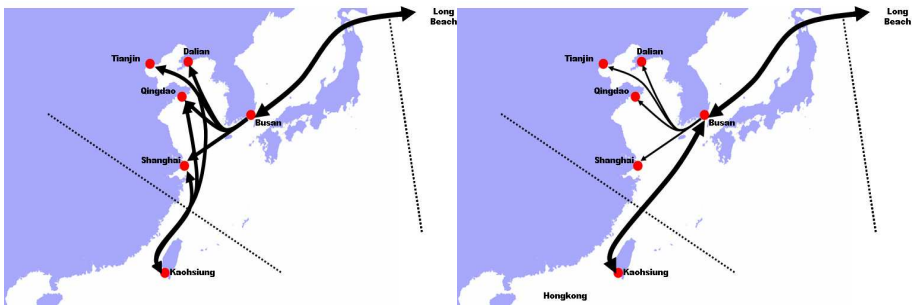 Long
Beach
Dalian
Tianjin
Qingdao
Busan
Shanghai
Kaohsiung
Long
Beach
Dalian
Tianjin
Qingdao
Busan
Shanghai
Kaohsiung
Hongkong